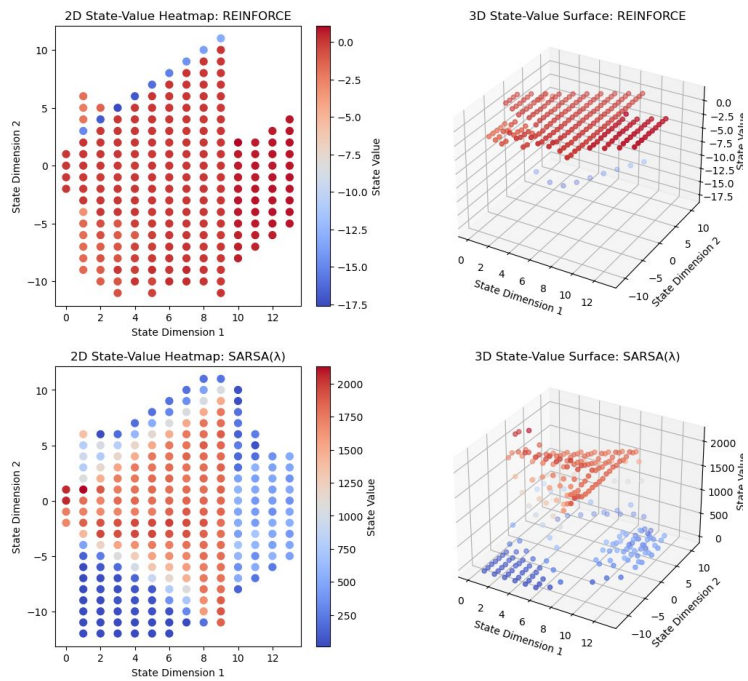 2D State-Value Heatmap: REINFORCE
10
5
0
−5
−10
State Dimension 2
0 2 4 6 8 10 12
State Dimension 1
0.0
−2.5
−5.0
−7.5
−10.0
−12.5
−15.0
−17.5
State Value
3D State-Value Surface: REINFORCE
0.0
−2.5
−5.0
−7.5
−10.0
−12.5
−15.0
−17.5
State Value
0 2 4 6 8 10 12
State Dimension 1
−10
−5
0
5
10
State Dimension 2
2D State-Value Heatmap: SARSA(λ)
10
5
0
−5
−10
State Dimension 2
0 2 4 6 8 10 12
State Dimension 1
2000
1750
1500
1250
1000
750
500
250
State Value
3D State-Value Surface: SARSA(λ)
2000
1500
1000
500
0
State Value
0 2 4 6 8 10 12
State Dimension 1
−10
−5
0
5
10
State Dimension 2